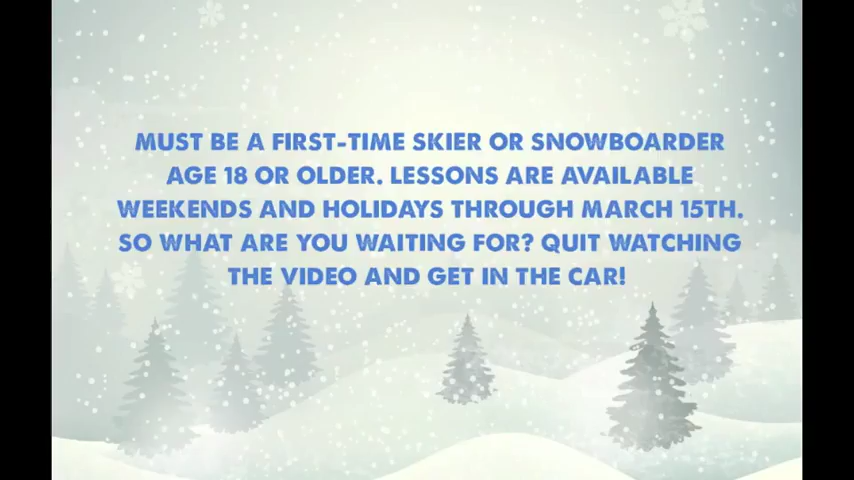 MUST BE A FIRST-TIME SKIER OR SNOWBOARDER
AGE 18 OR OLDER. LESSONS ARE AVAILABLE
WEEKENDS AND HOLIDAYS THROUGH MARCH 15TH.
SO WHAT ARE YOU WAITING FOR? QUIT WATCHING
THE VIDEO AND GET IN THE CAR!